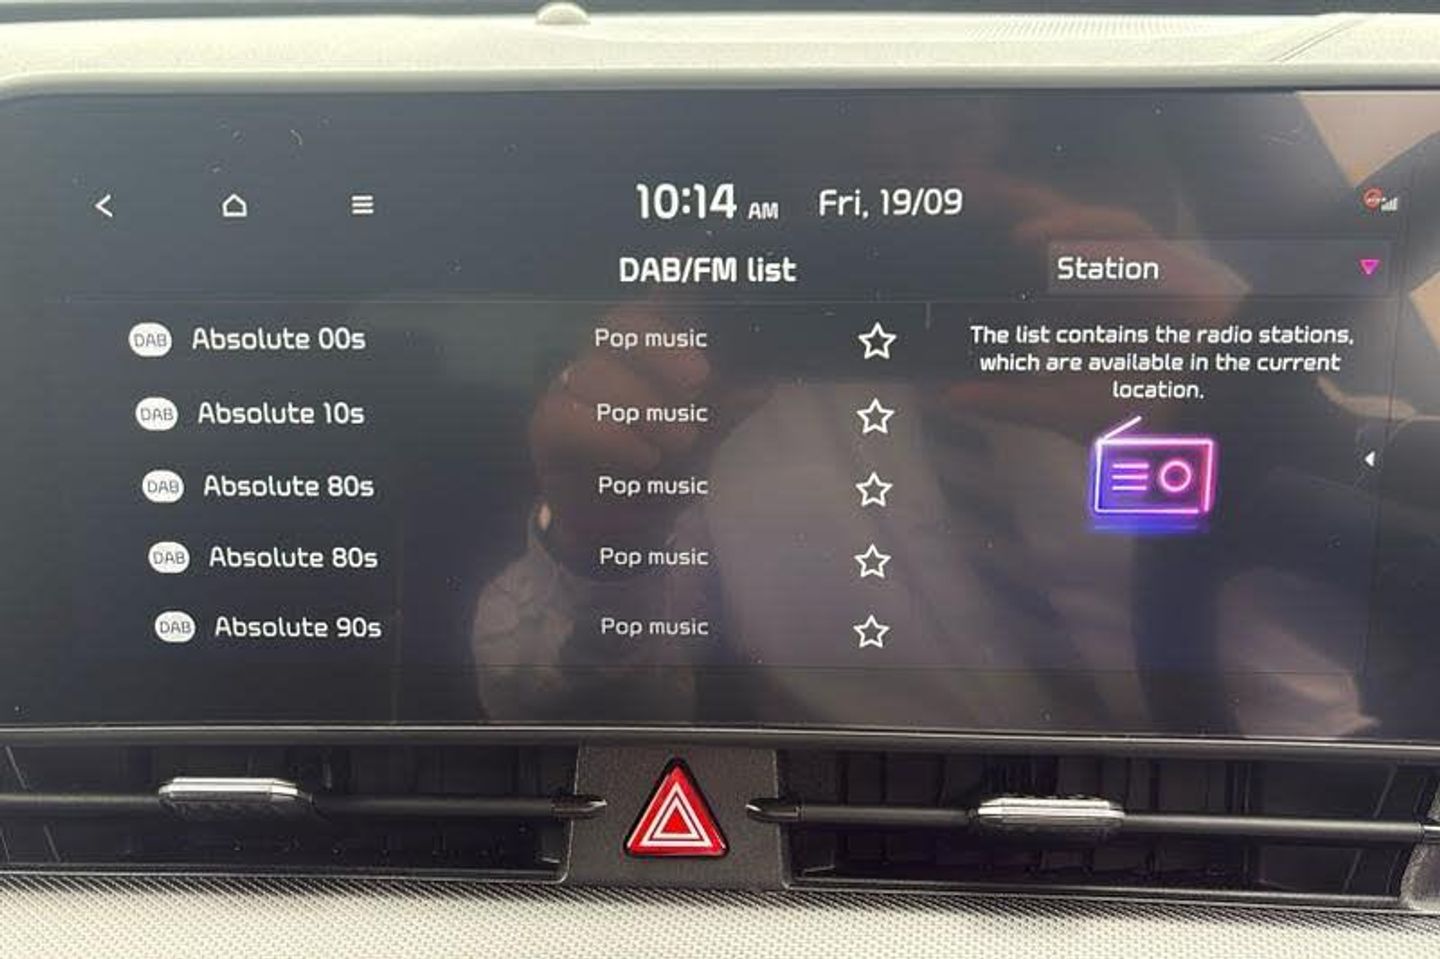 10:14 AM Fri, 19/09
DAB/FM list
Station
DAB Absolute 00s Pop music
DAB Absolute 10s Pop music
DAB Absolute 80s Pop music
DAB Absolute 80s Pop music
DAB Absolute 90s Pop music
The list contains the radio stations,
which are available in the current
location.